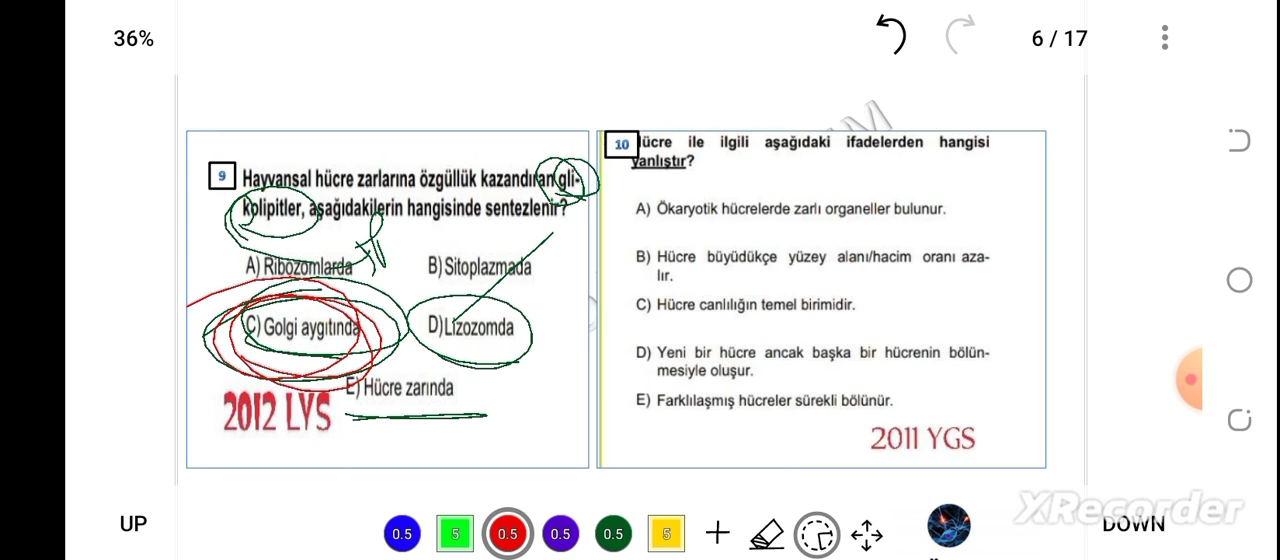 36%
6 / 17
9
Hayvansal hücre zarlarına özgüllük kazandıran gli-
kolipitler, aşağıdakilerin hangisinde sentezlenir?
A) Ribozomlarda
B) Sitoplazmada
C) Golgi aygıtında
D) Lizozomda
E) Hücre zarında
2012 LYS
10
ücre ile ilgili aşağıdaki ifadelerden hangisi
yanlıştır?
A) Ökaryotik hücrelerde zarlı organeller bulunur.
B) Hücre büyüdükçe yüzey alanı/hacim oranı aza-
lır.
C) Hücre canlılığın temel birimidir.
D) Yeni bir hücre ancak başka bir hücrenin bölün-
mesiyle oluşur.
E) Farklılaşmış hücreler sürekli bölünür.
2011 YGS
XRecorder
UP
0.5
5
0.5
0.5
0.5
5
DOWN